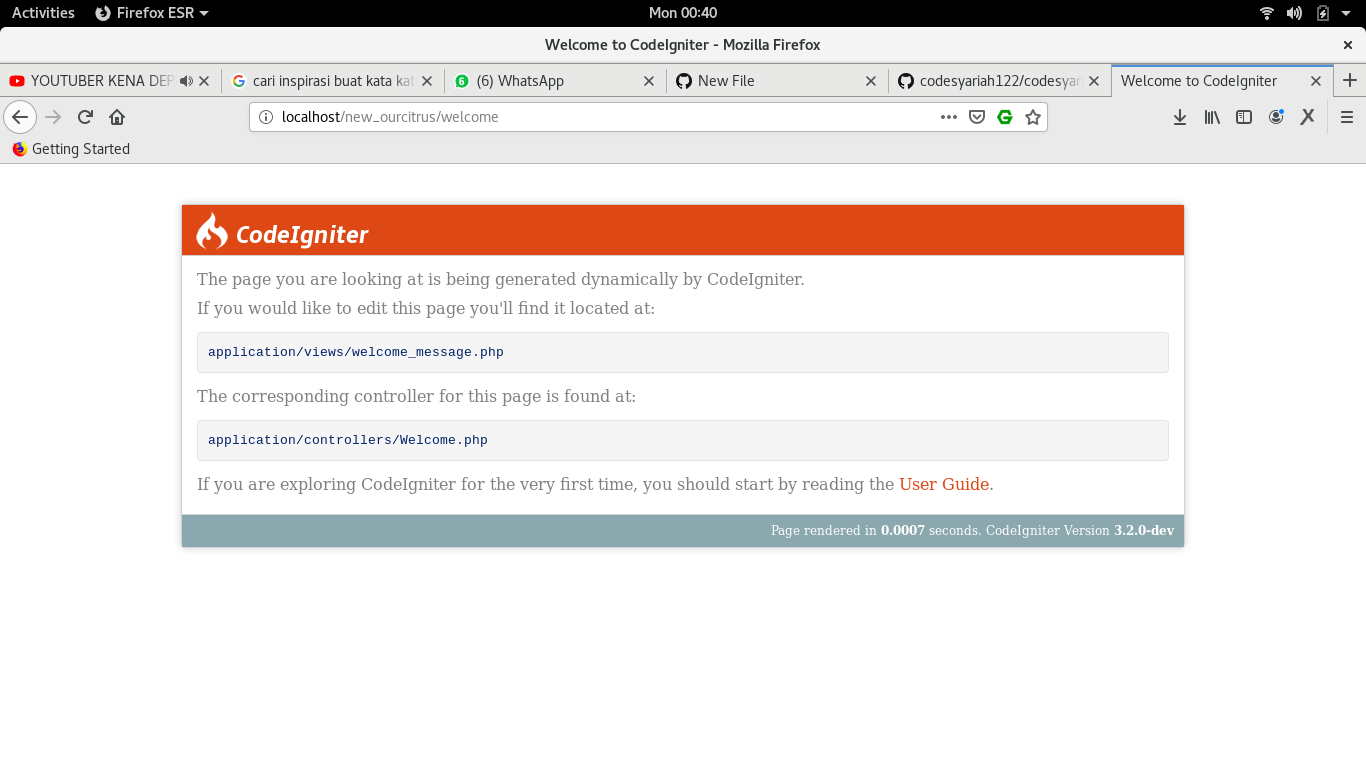 Activities Firefox ESR Mon 00:40
Welcome to CodeIgniter - Mozilla Firefox
YOUTUBER KENA cari inspirasi buat kata 6 (6) WhatsApp New File Welcome to CodeIgniter
localhost/new_ourcitrus/welcome
Getting Started
CodeIgniter
The page you are looking at is being generated dynamically by CodeIgniter.
If you would like to edit this page you'll find it located at:
application/views/welcome_message.php
The corresponding controller for this page is found at:
application/controllers/Welcome.php
If you are exploring CodeIgniter for the very first time, you should start by reading the User Guide.
Page rendered in 0.0007 seconds. CodeIgniter Version 3.2.0-dev